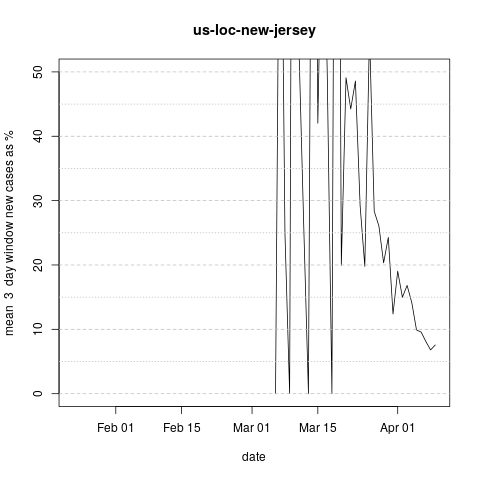 us-loc-new-jersey
mean 3 day window new cases as %
50
40
30
20
10
0
Feb 01 Feb 15 Mar 01 Mar 15 Apr 01
date